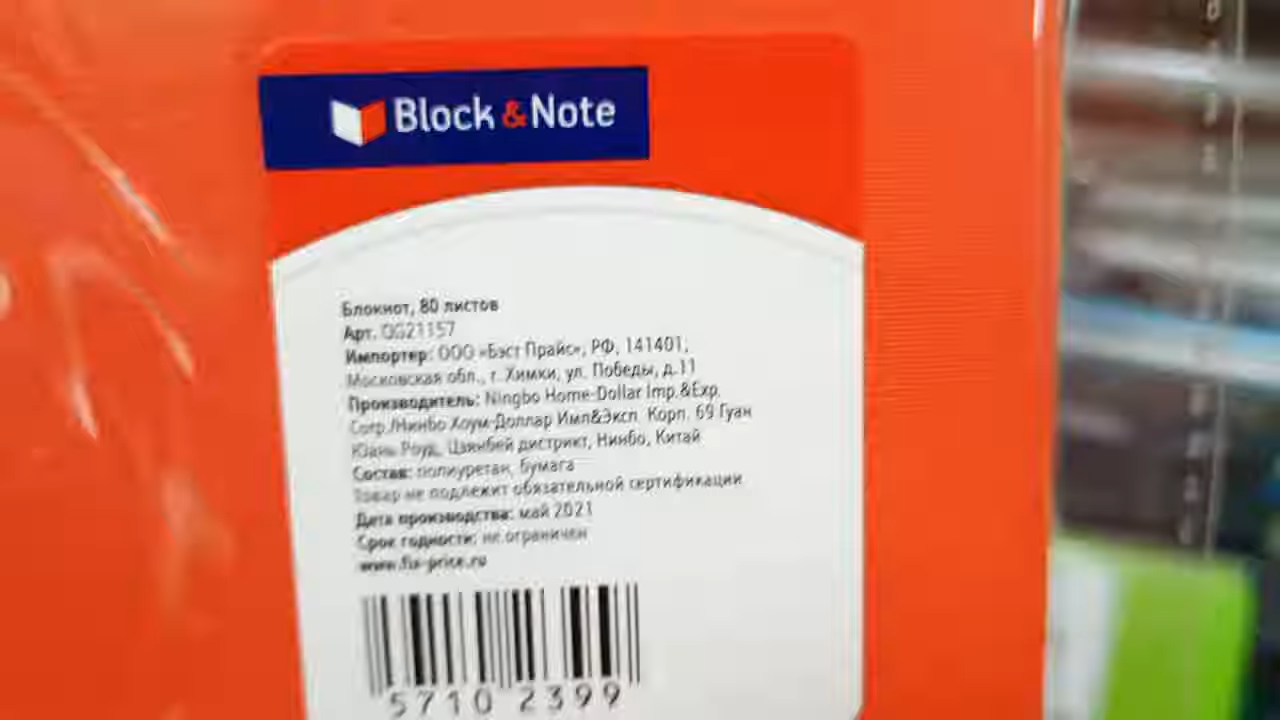 Block & Note
Блокнот, 80 листов
Арт. QG21157
Импортер: ООО «Бэст Прайс», РФ, 141401,
Московская обл., г. Химки, ул. Победы, д.11
Производитель: Ningbo Home-Dollar Imp.&Exp.
Corp./Нинбо Хоум-Доллар Имп&Эксп. Корп. 69 Гуан
Юань Роуд, Цзянбей дистрикт, Нинбо, Китай
Состав: полиуретан, бумага
Товар не подлежит обязательной сертификации
Дата производства: май 2021
Срок годности: не ограничен
www.fix-price.ru
5710 2399